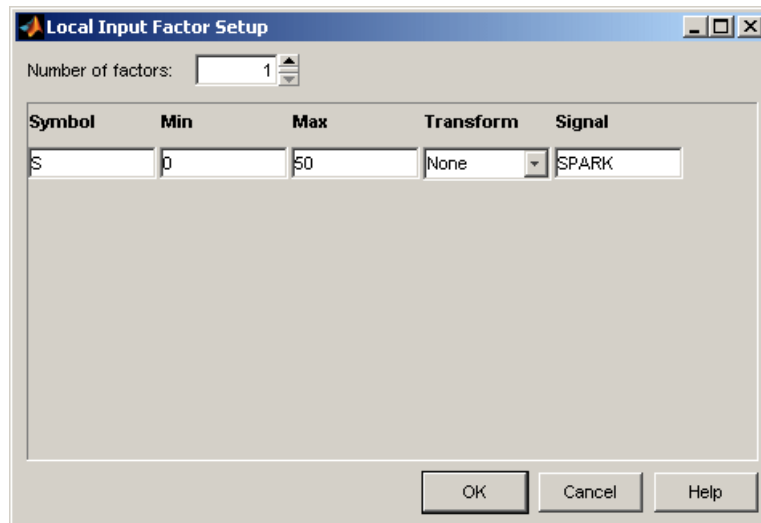 Local Input Factor Setup
Number of factors: 1
Symbol Min Max Transform Signal
S 0 50 None SPARK
OK Cancel Help